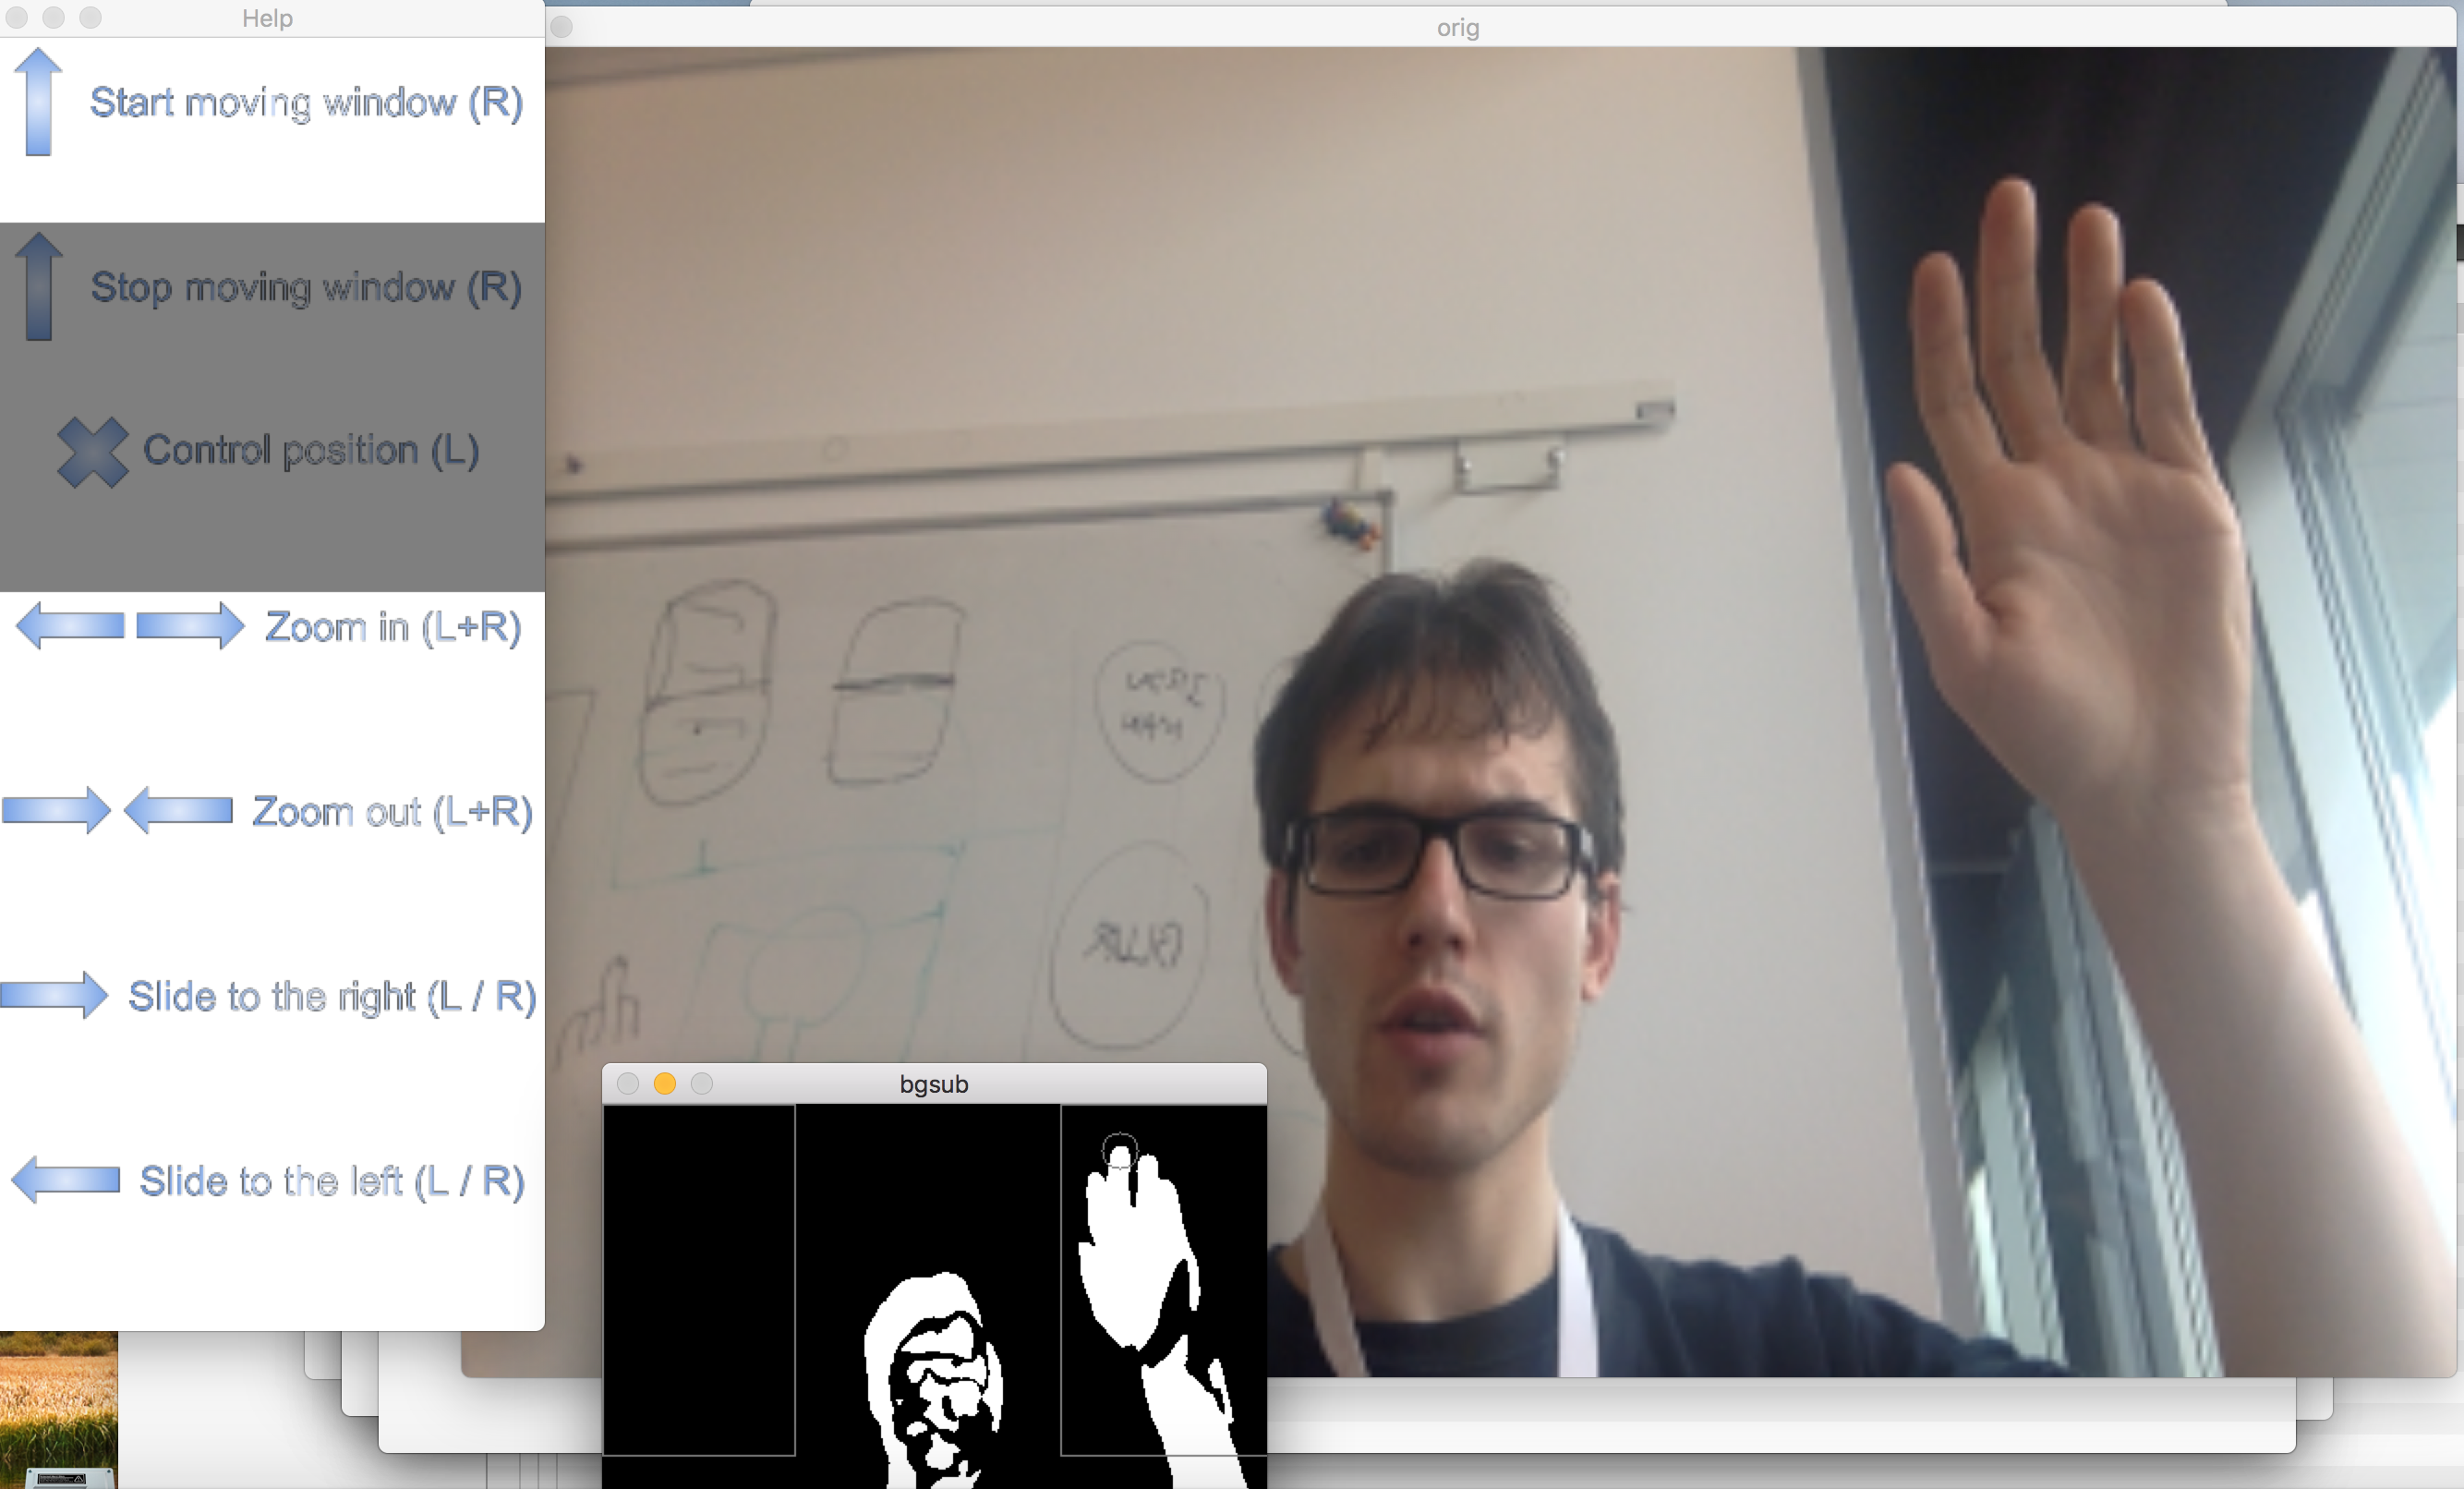 Help
Start moving window (R)
Stop moving window (R)
Control position (L)
Zoom in (L+R)
Zoom out (L+R)
Slide to the right (L / R)
Slide to the left (L / R)
orig
bgsub